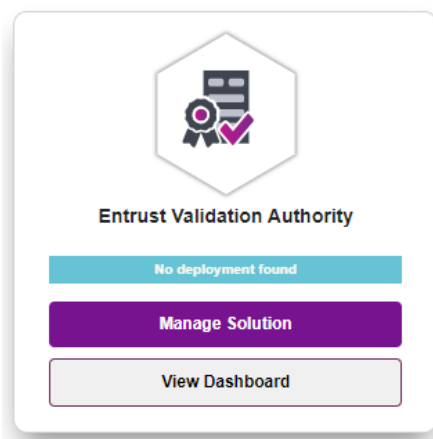 Entrust Validation Authority
No deployment found
Manage Solution
View Dashboard